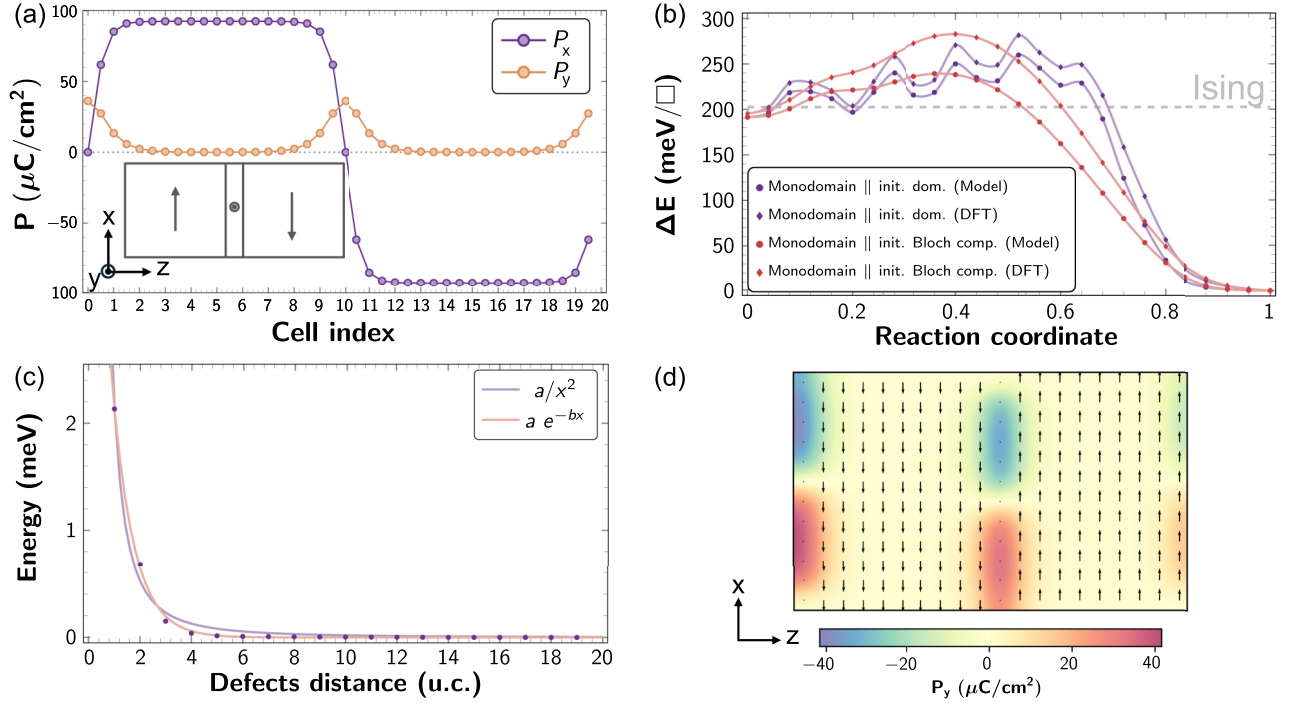 (a)
100
50
0
−50
100
P (μC/cm²)
Pₓ
Pᵧ
x
y
z
0 1 2 3 4 5 6 7 8 9 10 11 12 13 14 15 16 17 18 19 20
Cell index
(b)
300
250
200
150
100
50
0
ΔE (meV/□)
Ising
Monodomain ∥ init. dom. (Model)
Monodomain ∥ init. dom. (DFT)
Monodomain ∥ init. Bloch comp. (Model)
Monodomain ∥ init. Bloch comp. (DFT)
0 0.2 0.4 0.6 0.8 1
Reaction coordinate
(c)
2
1
0
Energy (meV)
a/x²
a e⁻ᵇˣ
0 2 4 6 8 10 12 14 16 18 20
Defects distance (u.c.)
(d)
x
z
−40 −20 0 20 40
Pᵧ (μC/cm²)